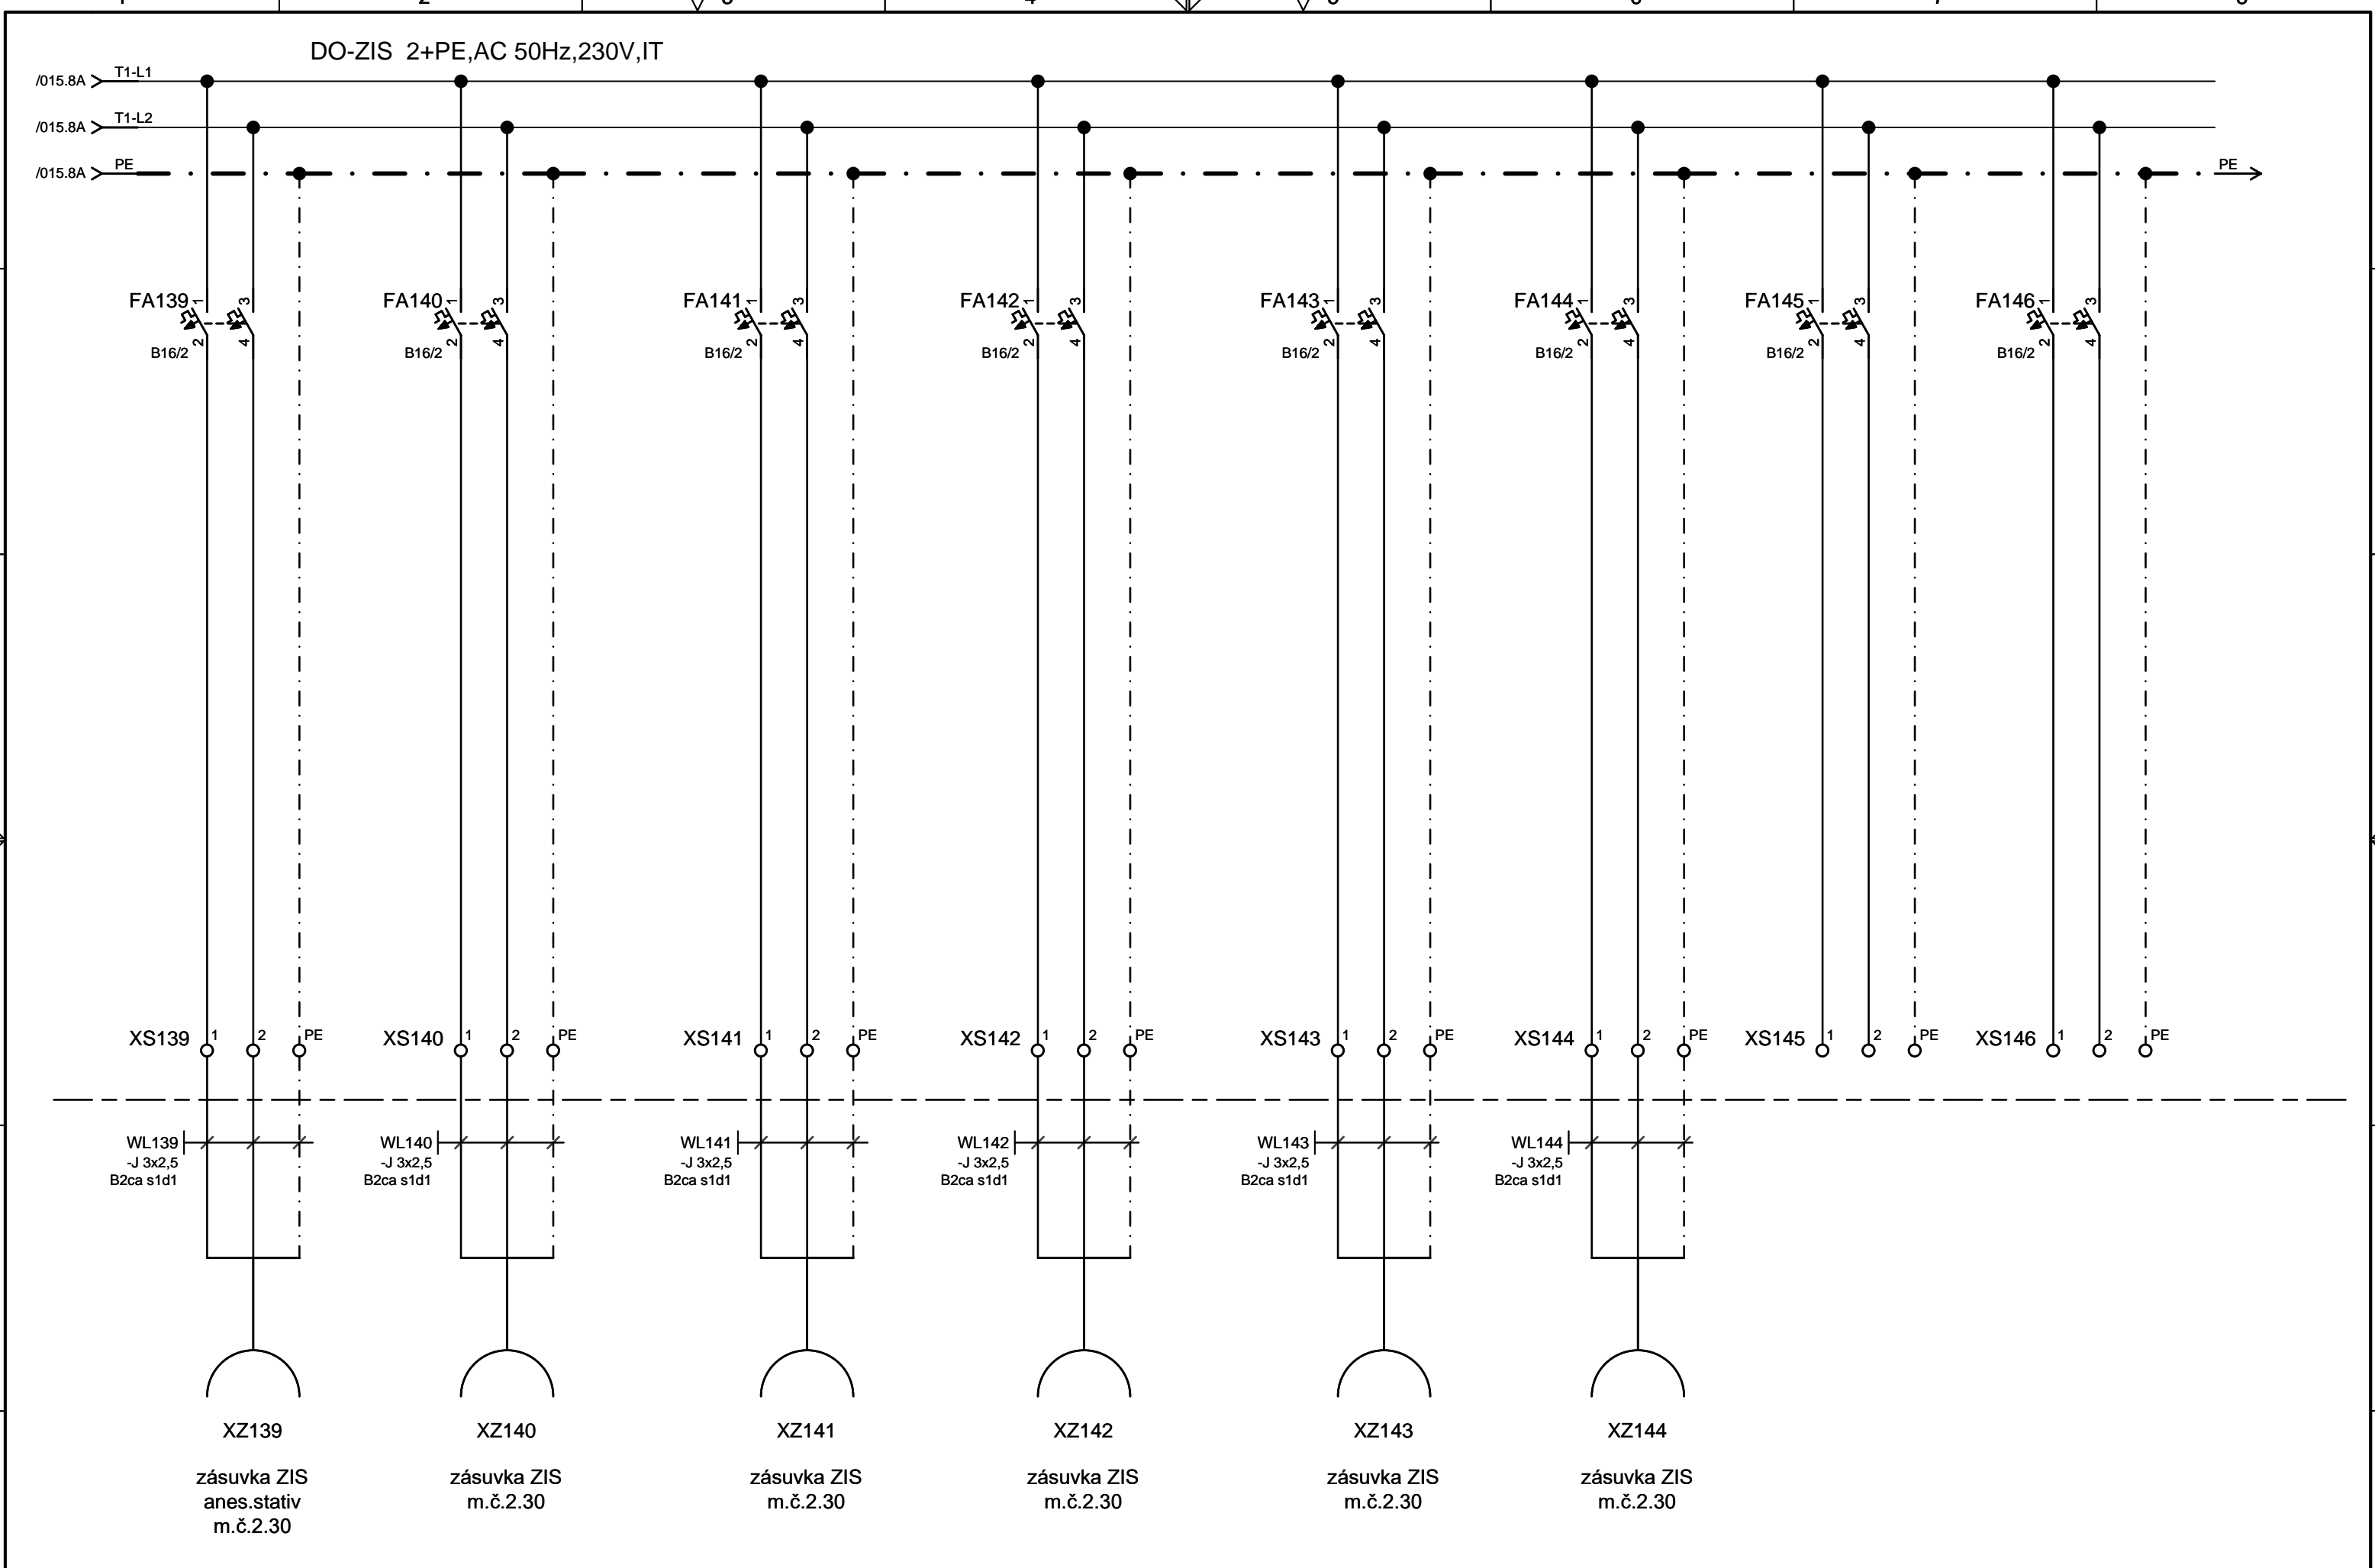 DO-ZIS 2+PE,AC 50Hz,230V,IT
/015.8A T1-L1
/015.8A T1-L2
/015.8A PE PE
FA139 1 3 FA140 1 3 FA141 1 3 FA142 1 3 FA143 1 3 FA144 1 3 FA145 1 3 FA146 1 3
B16/2 2 4 B16/2 2 4 B16/2 2 4 B16/2 2 4 B16/2 2 4 B16/2 2 4 B16/2 2 4 B16/2 2 4
XS139 1 2 PE XS140 1 2 PE XS141 1 2 PE XS142 1 2 PE XS143 1 2 PE XS144 1 2 PE XS145 1 2 PE XS146 1 2 PE
WL139 WL140 WL141 WL142 WL143 WL144
-J 3x2,5 -J 3x2,5 -J 3x2,5 -J 3x2,5 -J 3x2,5 -J 3x2,5
B2ca s1d1 B2ca s1d1 B2ca s1d1 B2ca s1d1 B2ca s1d1 B2ca s1d1
XZ139 XZ140 XZ141 XZ142 XZ143 XZ144
zásuvka ZIS zásuvka ZIS zásuvka ZIS zásuvka ZIS zásuvka ZIS zásuvka ZIS
anes.stativ m.č.2.30 m.č.2.30 m.č.2.30 m.č.2.30 m.č.2.30
m.č.2.30